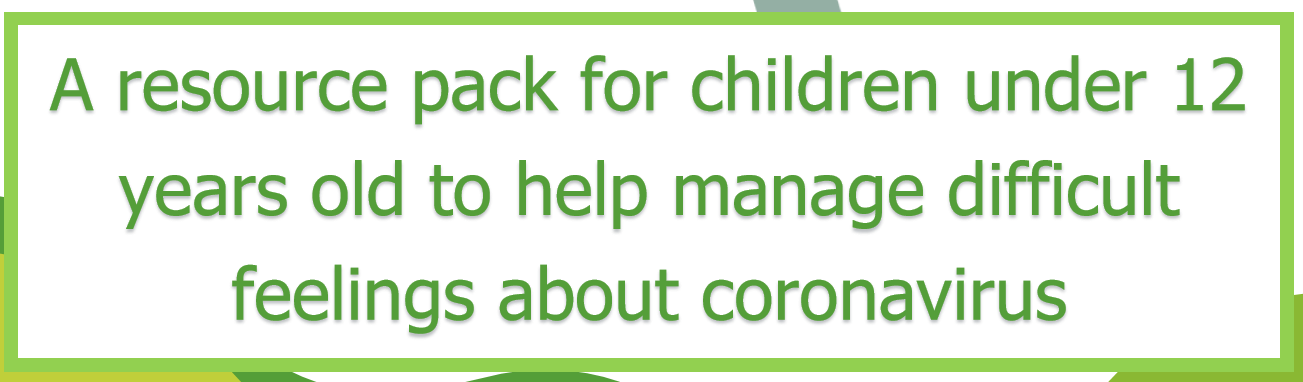 A resource pack for children under 12
years old to help manage difficult
feelings about coronavirus